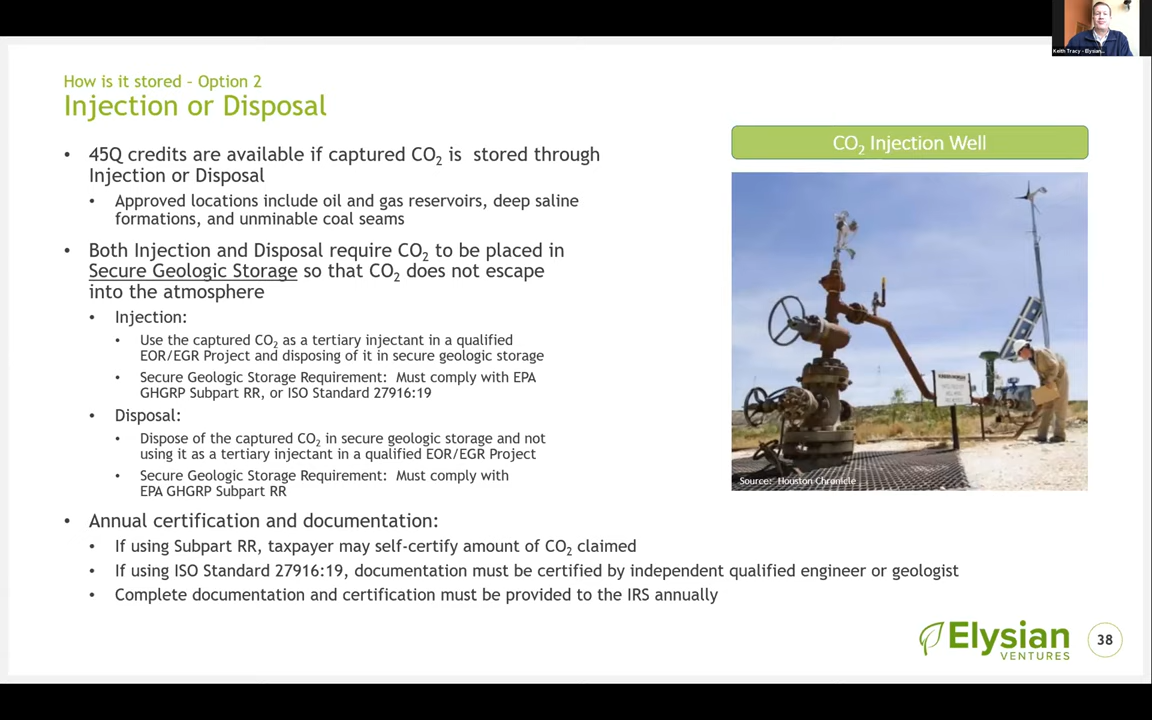 Keith Tracy - Elysian...
How is it stored – Option 2
Injection or Disposal
• 45Q credits are available if captured CO2 is stored through
Injection or Disposal
• Approved locations include oil and gas reservoirs, deep saline
formations, and unminable coal seams
• Both Injection and Disposal require CO2 to be placed in
Secure Geologic Storage so that CO2 does not escape
into the atmosphere
• Injection:
• Use the captured CO2 as a tertiary injectant in a qualified
EOR/EGR Project and disposing of it in secure geologic storage
• Secure Geologic Storage Requirement: Must comply with EPA
GHGRP Subpart RR, or ISO Standard 27916:19
• Disposal:
• Dispose of the captured CO2 in secure geologic storage and not
using it as a tertiary injectant in a qualified EOR/EGR Project
• Secure Geologic Storage Requirement: Must comply with
EPA GHGRP Subpart RR
• Annual certification and documentation:
• If using Subpart RR, taxpayer may self-certify amount of CO2 claimed
• If using ISO Standard 27916:19, documentation must be certified by independent qualified engineer or geologist
• Complete documentation and certification must be provided to the IRS annually
CO2 Injection Well
Source: Houston Chronicle
Elysian
VENTURES
38